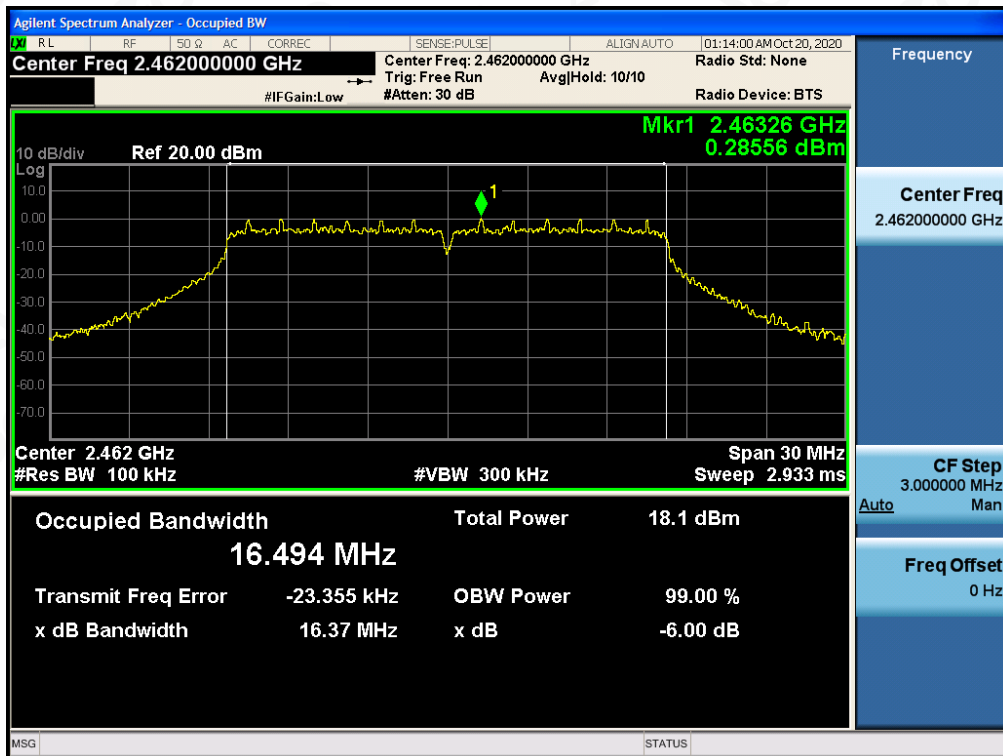 Agilent Spectrum Analyzer - Occupied BW
LXI RL RF 50 Ω AC CORREC SENSE:PULSE ALIGN AUTO 01:14:00 AM Oct 20, 2020
Center Freq 2.462000000 GHz Center Freq: 2.462000000 GHz Radio Std: None
Trig: Free Run Avg|Hold: 10/10
#IFGain:Low #Atten: 30 dB Radio Device: BTS
Frequency
Mkr1 2.46326 GHz
0.28556 dBm
10 dB/div Ref 20.00 dBm
Log
10.0
0.00
-10.0
-20.0
-30.0
-40.0
-50.0
-60.0
-70.0
1
Center 2.462 GHz Span 30 MHz
#Res BW 100 kHz #VBW 300 kHz Sweep 2.933 ms
Occupied Bandwidth Total Power 18.1 dBm
16.494 MHz
Transmit Freq Error -23.355 kHz OBW Power 99.00 %
x dB Bandwidth 16.37 MHz x dB -6.00 dB
Center Freq
2.462000000 GHz
CF Step
3.000000 MHz
Auto Man
Freq Offset
0 Hz
MSG STATUS